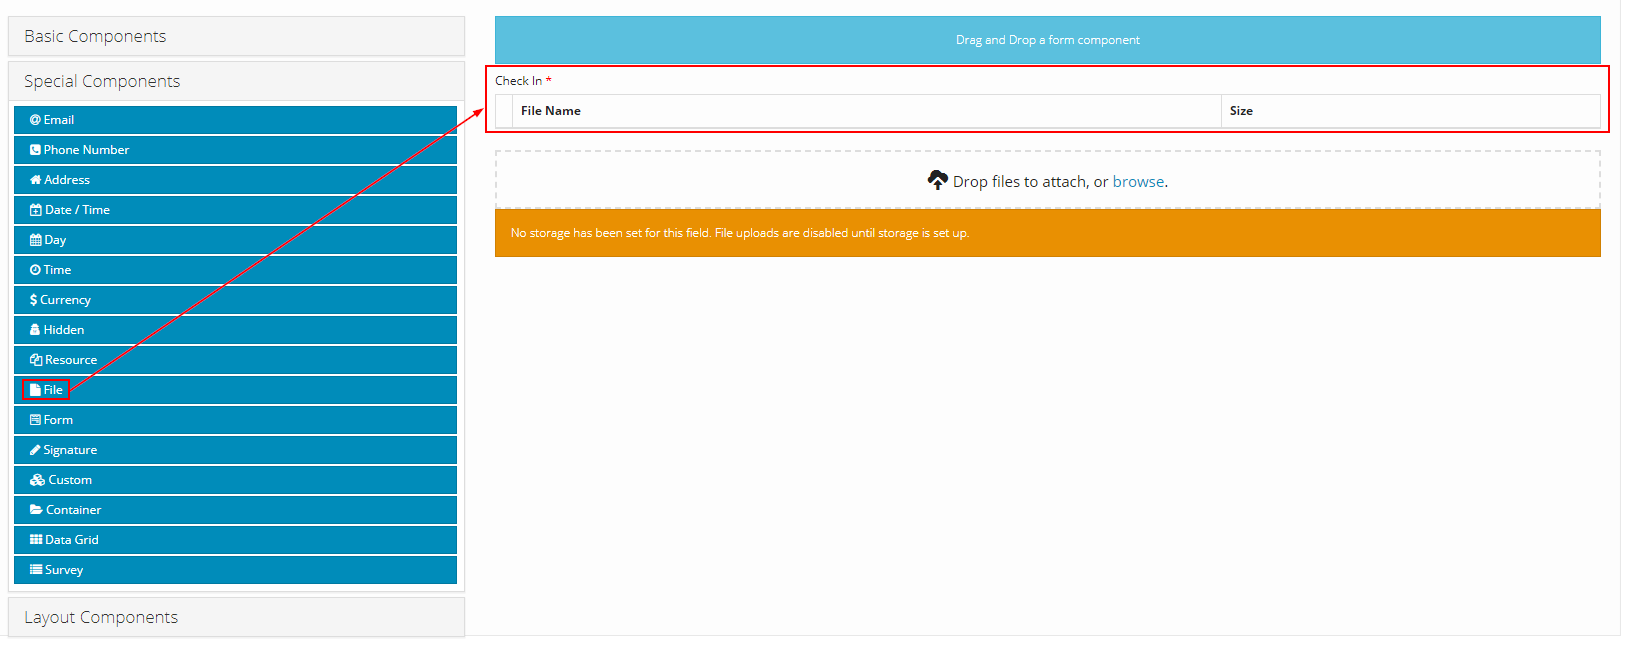 Basic Components
Special Components
Email
Phone Number
Address
Date / Time
Day
Time
Currency
Hidden
Resource
File
Form
Signature
Custom
Container
Data Grid
Survey
Layout Components
Drag and Drop a form component
Check In *
File Name Size
Drop files to attach, or browse.
No storage has been set for this field. File uploads are disabled until storage is set up.